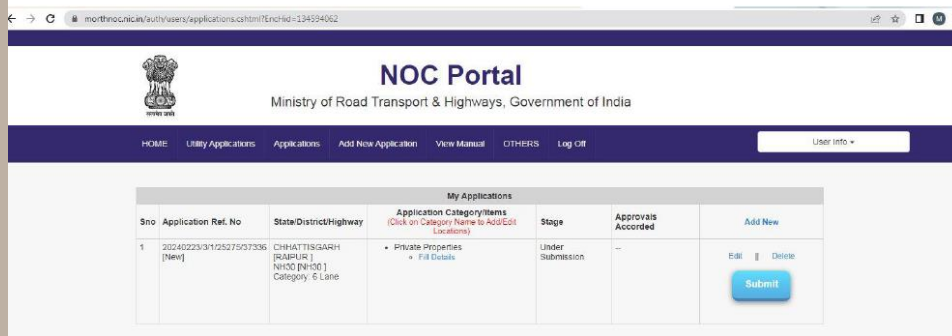 morthnoc.nic.in/auth/users/applications.cshtml?EncHid=134594062
M
सत्यमेव जयते
NOC Portal
Ministry of Road Transport & Highways, Government of India
HOME Utility Applications Applications Add New Application View Manual OTHERS Log Off User Info
My Applications
Sno Application Ref. No State/District/Highway Application Category/Items Stage Approvals Accorded Add New
(Click on Category Name to Add/Edit Locations)
1 20240223/3/1/25275/37336 [New]
CHHATTISGARH
[RAIPUR ]
NH30 [NH30 ]
Category: 6 Lane
Private Properties
Fill Details
Under
Submission
--
Edit || Delete
Submit